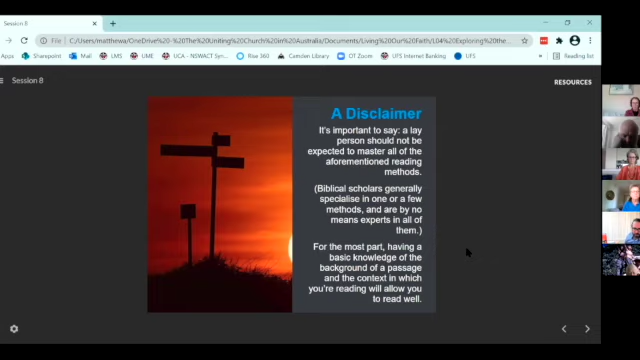 Session 8
File
C:/Users/matthewa/OneDrive%20-%20The%20Uniting%20Church%20in%20Australia/Documents/Living%20Our%20Faith/L04%20Exploring%20the...
Apps
Sharepoint
Mail
LMS
UME
UCA - NSWACT Syn...
Rise 360
Camden Library
OT Zoom
UFS Internet Banking
UFS
Reading list
Session 8
RESOURCES
A Disclaimer
It's important to say: a lay
person should not be
expected to master all of the
aforementioned reading
methods.
(Biblical scholars generally
specialise in one or a few
methods, and are by no
means experts in all of
them.)
For the most part, having a
basic knowledge of the
background of a passage
and the context in which
you're reading will allow you
to read well.